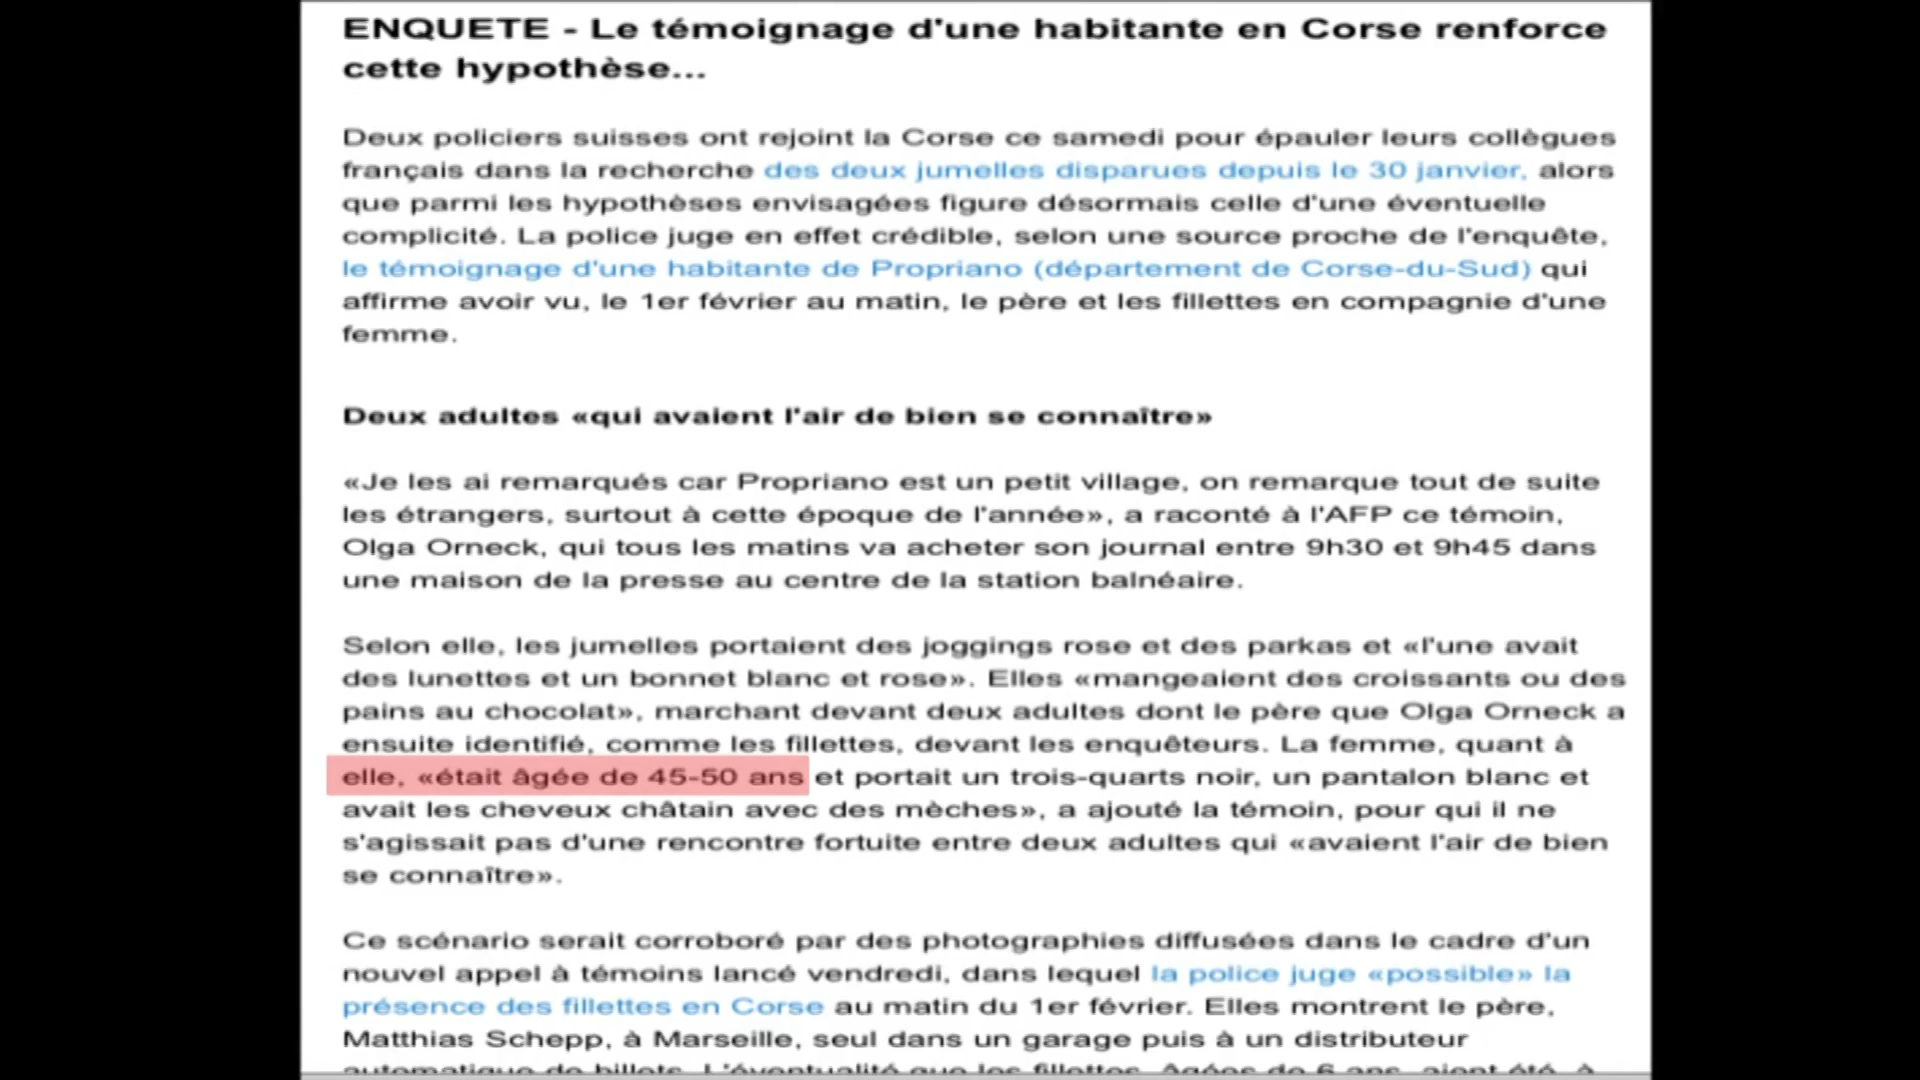 ENQUETE - Le témoignage d'une habitante en Corse renforce
cette hypothèse...
Deux policiers suisses ont rejoint la Corse ce samedi pour épauler leurs collègues
français dans la recherche des deux jumelles disparues depuis le 30 janvier, alors
que parmi les hypothèses envisagées figure désormais celle d'une éventuelle
complicité. La police juge en effet crédible, selon une source proche de l'enquête,
le témoignage d'une habitante de Propriano (département de Corse-du-Sud) qui
affirme avoir vu, le 1er février au matin, le père et les fillettes en compagnie d'une
femme.
Deux adultes «qui avaient l'air de bien se connaître»
«Je les ai remarqués car Propriano est un petit village, on remarque tout de suite
les étrangers, surtout à cette époque de l'année», a raconté à l'AFP ce témoin,
Olga Orneck, qui tous les matins va acheter son journal entre 9h30 et 9h45 dans
une maison de la presse au centre de la station balnéaire.
Selon elle, les jumelles portaient des joggings rose et des parkas et «l'une avait
des lunettes et un bonnet blanc et rose». Elles «mangeaient des croissants ou des
pains au chocolat», marchant devant deux adultes dont le père que Olga Orneck a
ensuite identifié, comme les fillettes, devant les enquêteurs. La femme, quant à
elle, «était âgée de 45-50 ans et portait un trois-quarts noir, un pantalon blanc et
avait les cheveux châtain avec des mèches», a ajouté la témoin, pour qui il ne
s'agissait pas d'une rencontre fortuite entre deux adultes qui «avaient l'air de bien
se connaître».
Ce scénario serait corroboré par des photographies diffusées dans le cadre d'un
nouvel appel à témoins lancé vendredi, dans lequel la police juge «possible» la
présence des fillettes en Corse au matin du 1er février. Elles montrent le père,
Matthias Schepp, à Marseille, seul dans un garage puis à un distributeur
automatique de billets. L'éventualité que les fillettes, âgées de 6 ans, aient été, à